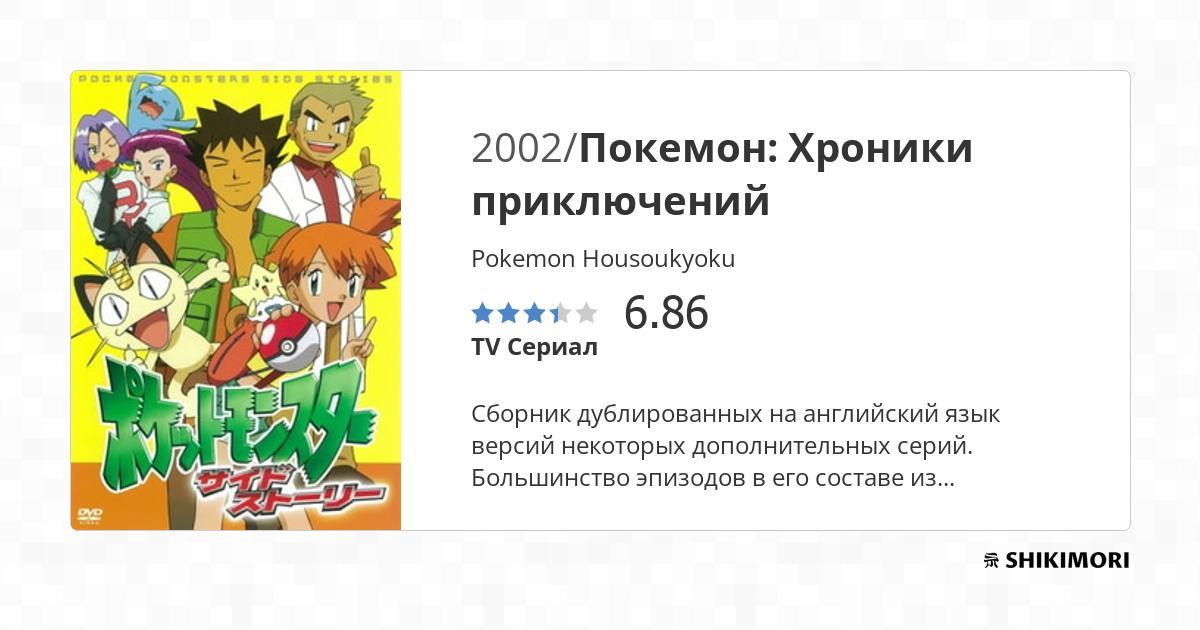 POCKET MONSTERS SIDE STORIES
ポケットモンスター
サイド
ストーリー
DVD
VIDEO
2002/Покемон: Хроники
приключений
Pokemon Housoukyoku
6.86
TV Сериал
Сборник дублированных на английский язык
версий некоторых дополнительных серий.
Большинство эпизодов в его составе из...
SHIKIMORI